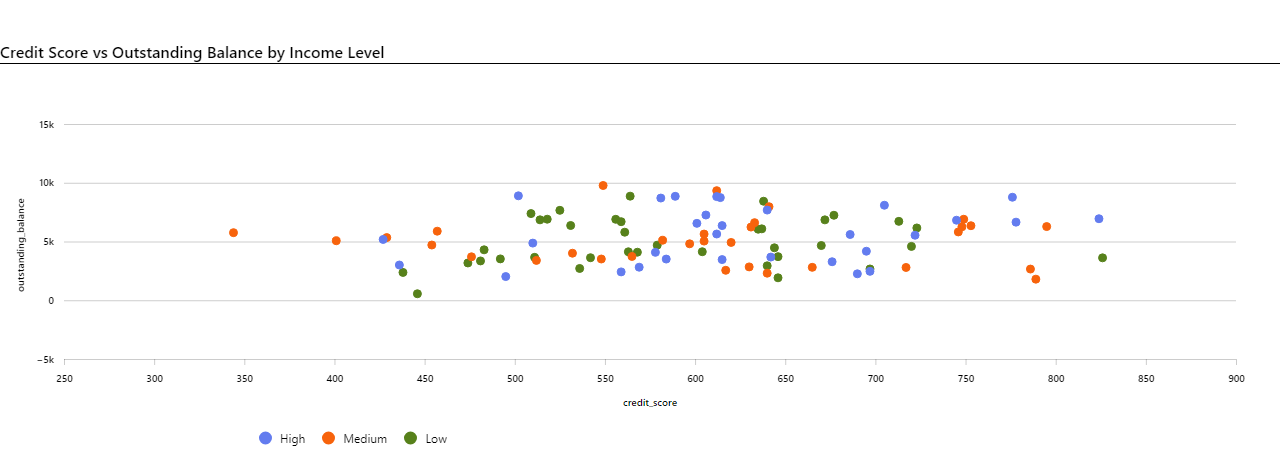 Credit Score vs Outstanding Balance by Income Level
outstanding_balance
15k
10k
5k
0
−5k
250 300 350 400 450 500 550 600 650 700 750 800 850 900
credit_score
High Medium Low